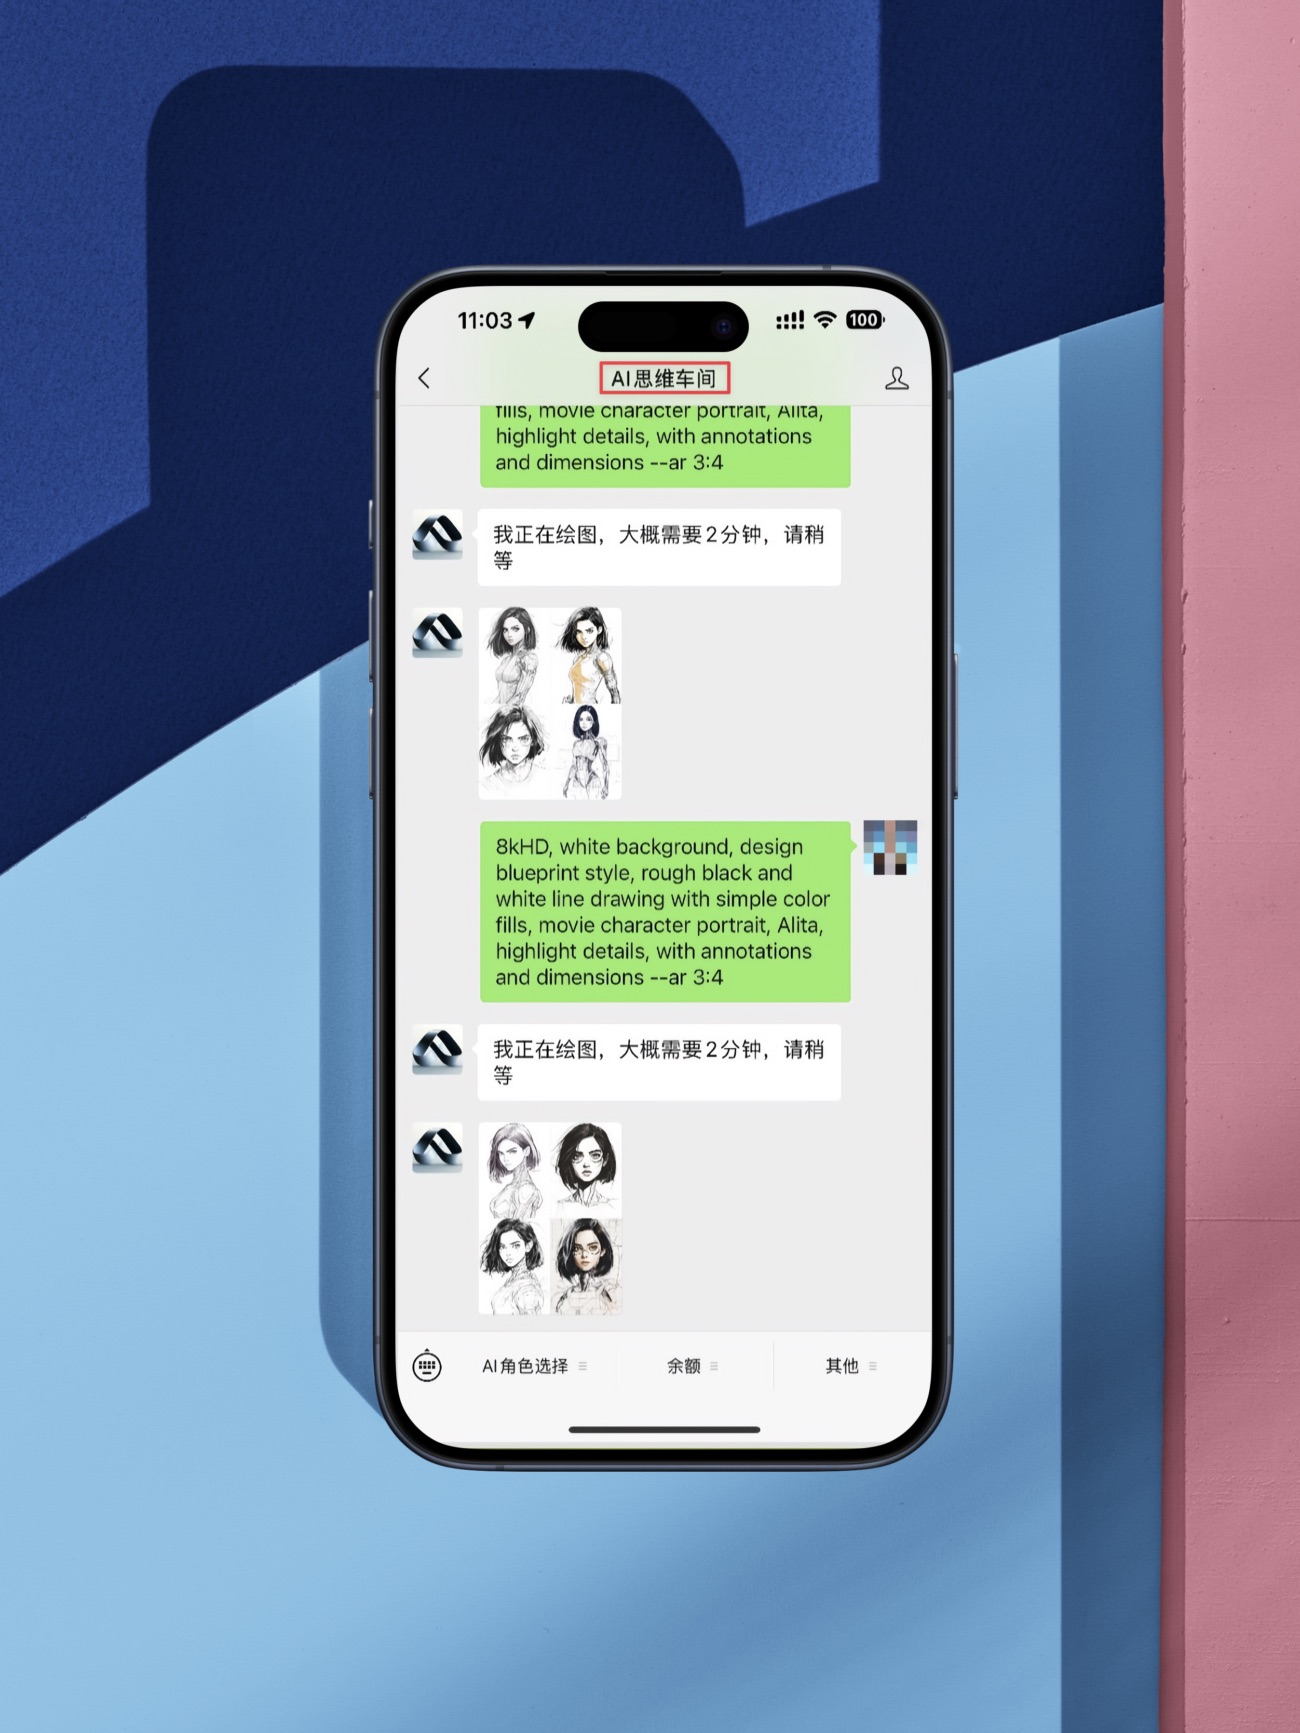 11:03
100
AI思维车间
fills, movie character portrait, Alita,
highlight details, with annotations
and dimensions --ar 3:4
我正在绘图，大概需要2分钟，请稍
等
8kHD, white background, design
blueprint style, rough black and
white line drawing with simple color
fills, movie character portrait, Alita,
highlight details, with annotations
and dimensions --ar 3:4
我正在绘图，大概需要2分钟，请稍
等
AI角色选择
余额
其他